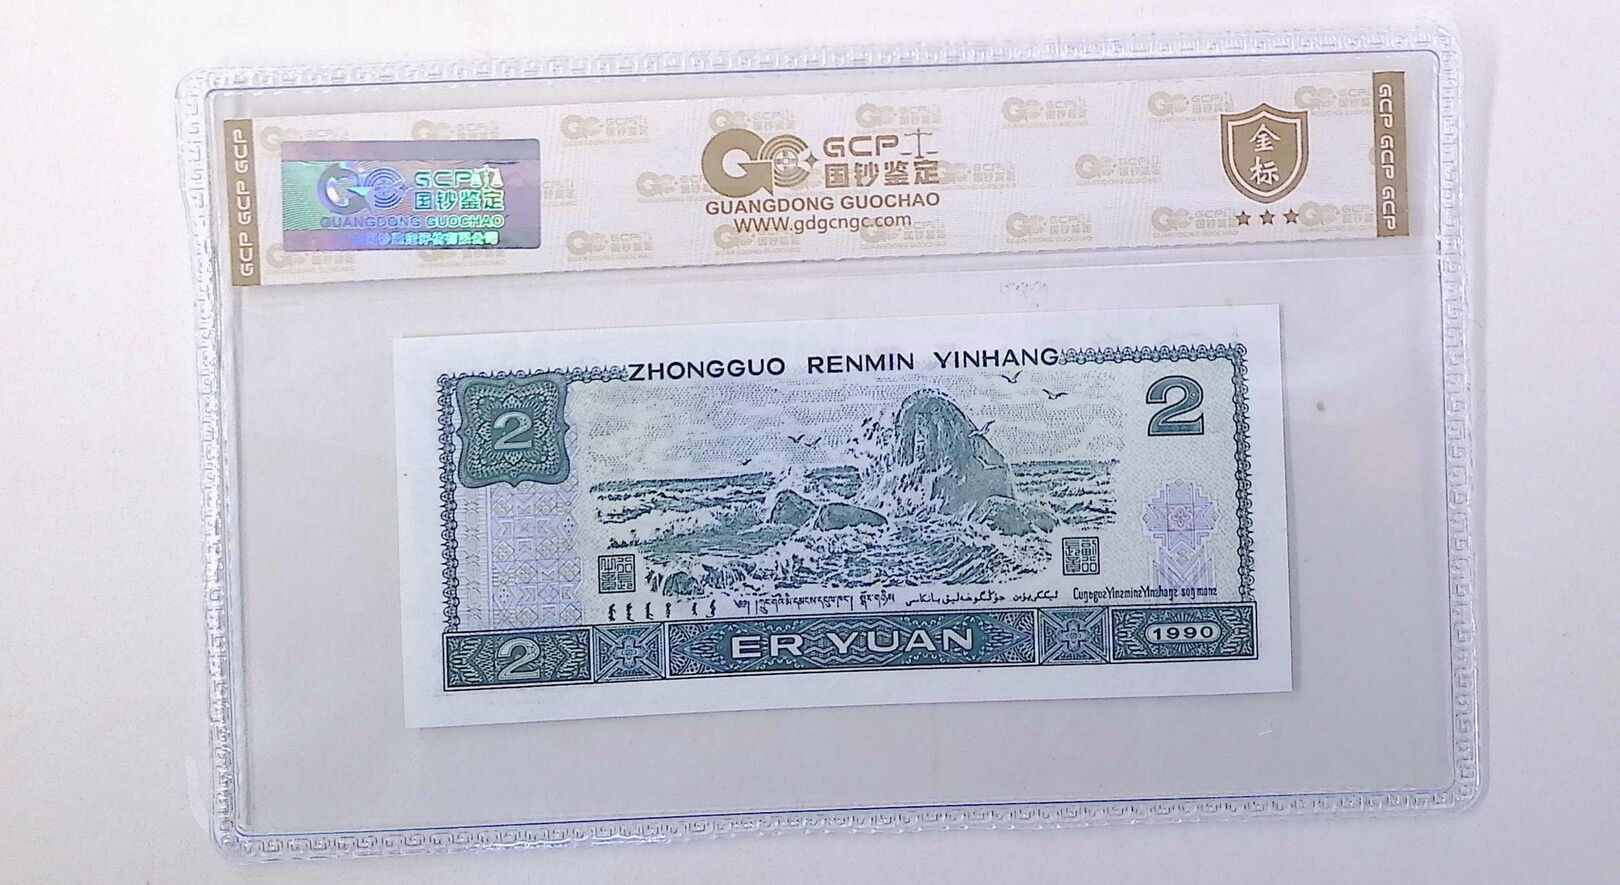 GCP GCP GCP
GCP
国钞鉴定
GUANGDONG GUOCHAO
GCP
国钞鉴定
GUANGDONG GUOCHAO
www.gdgcngc.com
金
标
GCP GCP GCP
ZHONGGUO RENMIN YINHANG
2
2
2
ER YUAN
1990